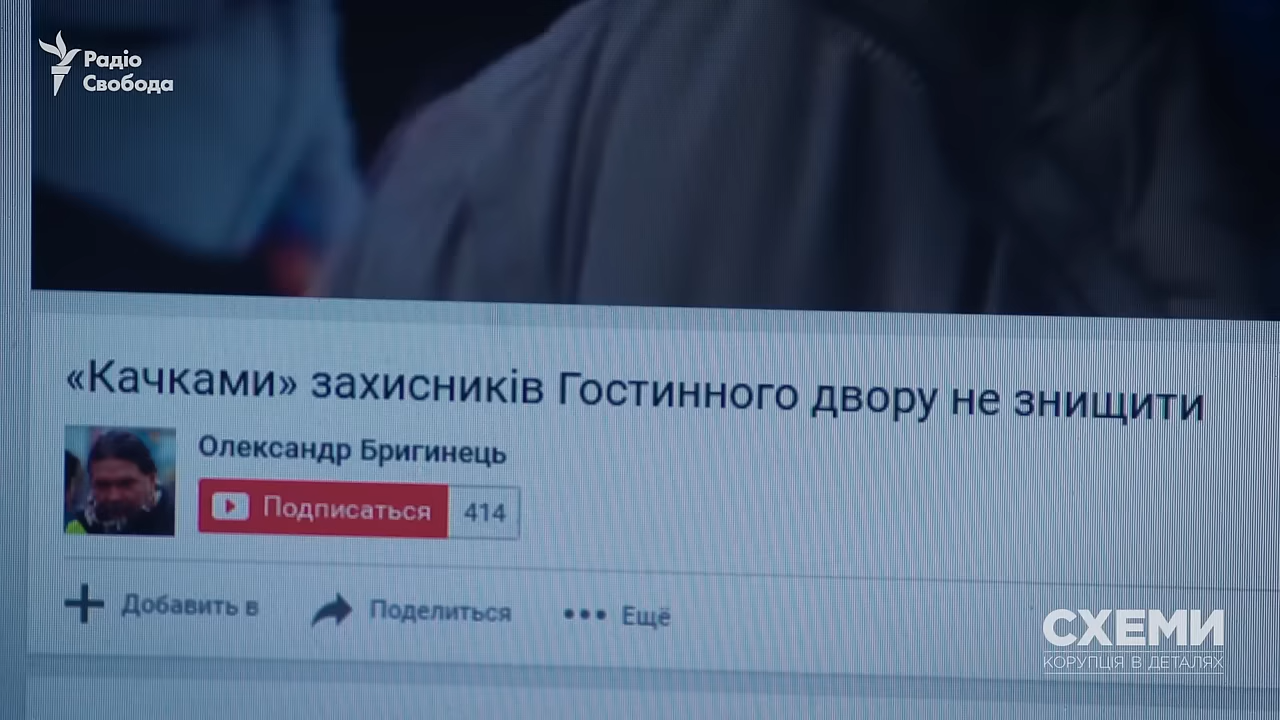 Радіо
Свобода
«Качками» захисників Гостинного двору не знищити
Олександр Бригинець
Подписаться 414
Добавить в Поделиться Ещё
СХЕМИ
КОРУПЦІЯ В ДЕТАЛЯХ